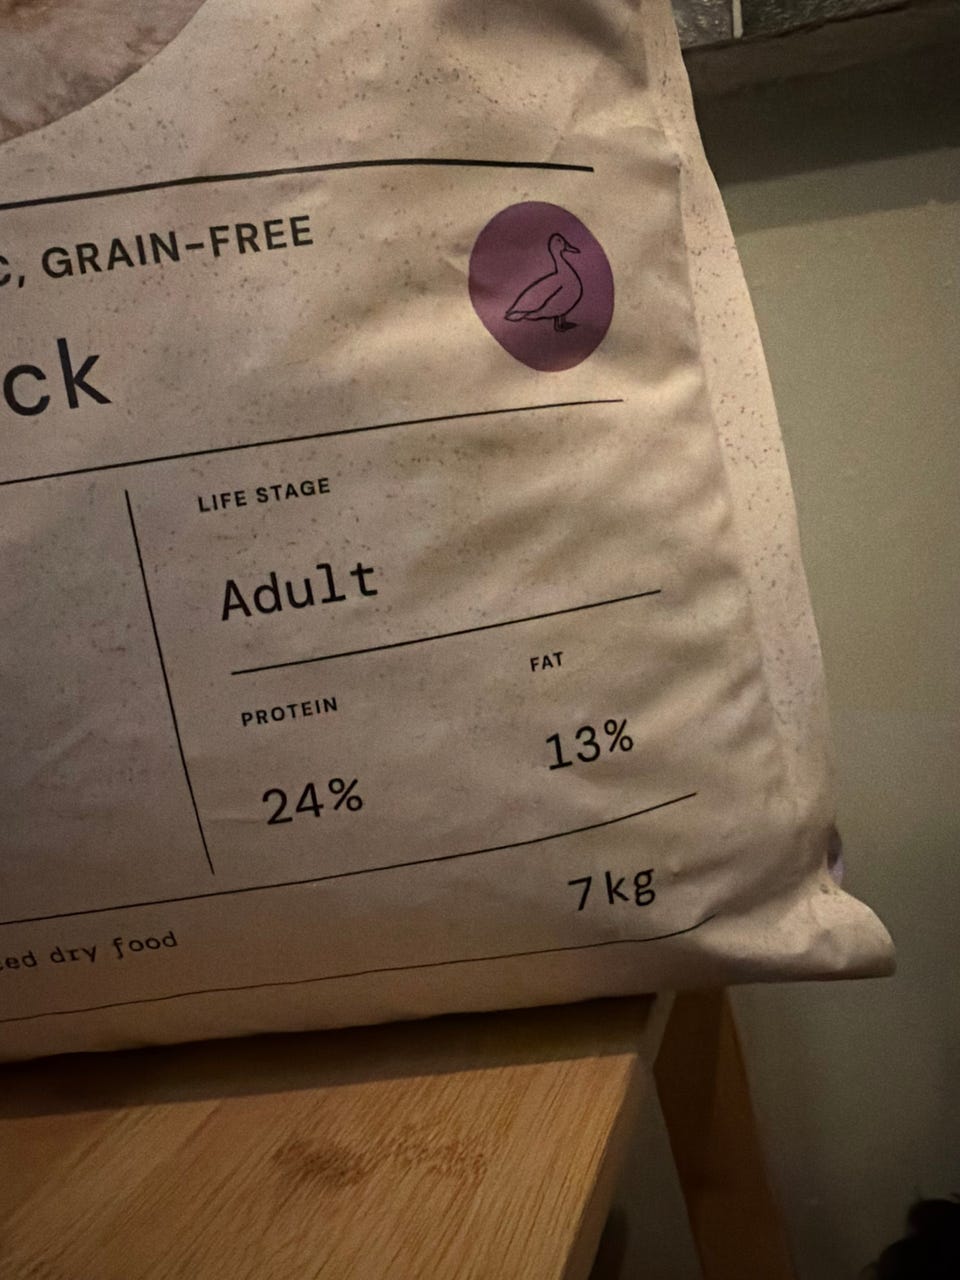 C, GRAIN-FREE
ck
LIFE STAGE
Adult
PROTEIN
FAT
24%
13%
7kg
ed dry food